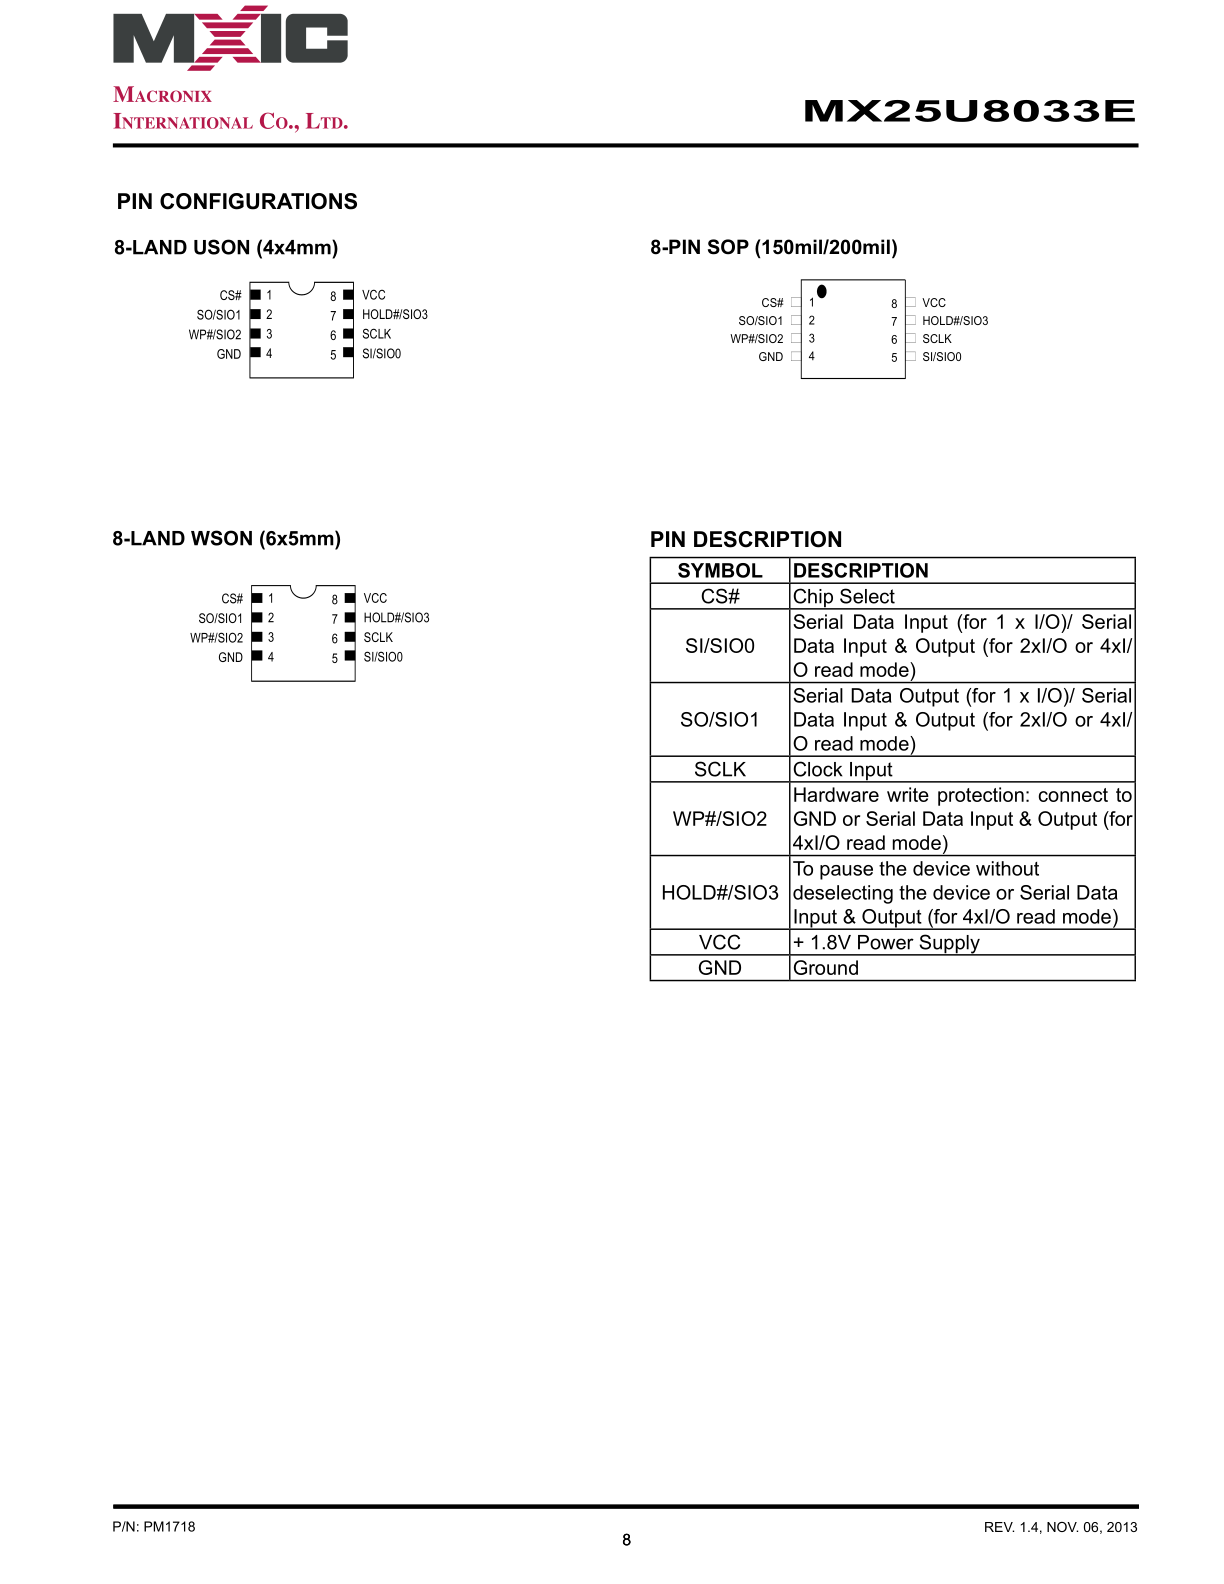 MXIC
MACRONIX
INTERNATIONAL CO., LTD.
MX25U8033E
PIN CONFIGURATIONS
8-LAND USON (4x4mm)
CS# 1 8 VCC
SO/SIO1 2 7 HOLD#/SIO3
WP#/SIO2 3 6 SCLK
GND 4 5 SI/SIO0
8-PIN SOP (150mil/200mil)
CS# 1 8 VCC
SO/SIO1 2 7 HOLD#/SIO3
WP#/SIO2 3 6 SCLK
GND 4 5 SI/SIO0
8-LAND WSON (6x5mm)
CS# 1 8 VCC
SO/SIO1 2 7 HOLD#/SIO3
WP#/SIO2 3 6 SCLK
GND 4 5 SI/SIO0
PIN DESCRIPTION
SYMBOL DESCRIPTION
CS# Chip Select
SI/SIO0 Serial Data Input (for 1 x I/O)/ Serial
Data Input & Output (for 2xI/O or 4xI/
O read mode)
SO/SIO1 Serial Data Output (for 1 x I/O)/ Serial
Data Input & Output (for 2xI/O or 4xI/
O read mode)
SCLK Clock Input
WP#/SIO2 Hardware write protection: connect to
GND or Serial Data Input & Output (for
4xI/O read mode)
HOLD#/SIO3 To pause the device without
deselecting the device or Serial Data
Input & Output (for 4xI/O read mode)
VCC + 1.8V Power Supply
GND Ground
P/N: PM1718
REV. 1.4, NOV. 06, 2013
8